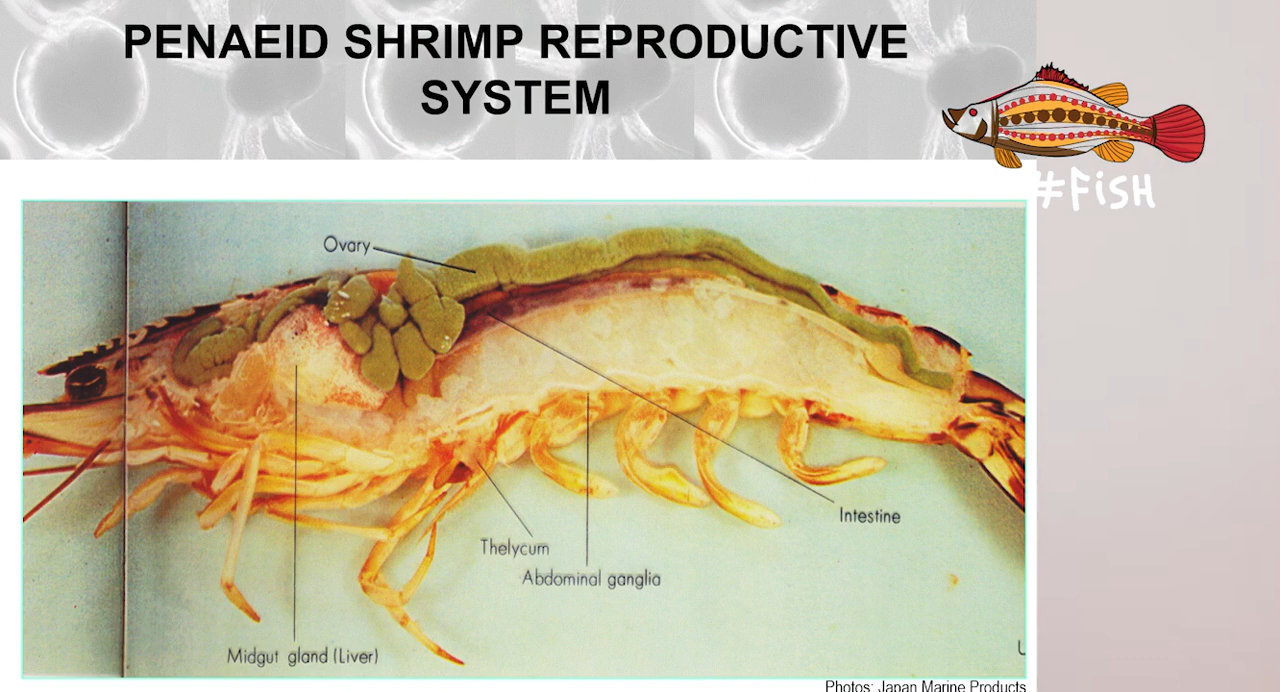 PENAEID SHRIMP REPRODUCTIVE
SYSTEM
#FiSH
Ovary
Intestine
Thelycum
Abdominal ganglia
Midgut gland (Liver)
Photos: Japan Marine Products